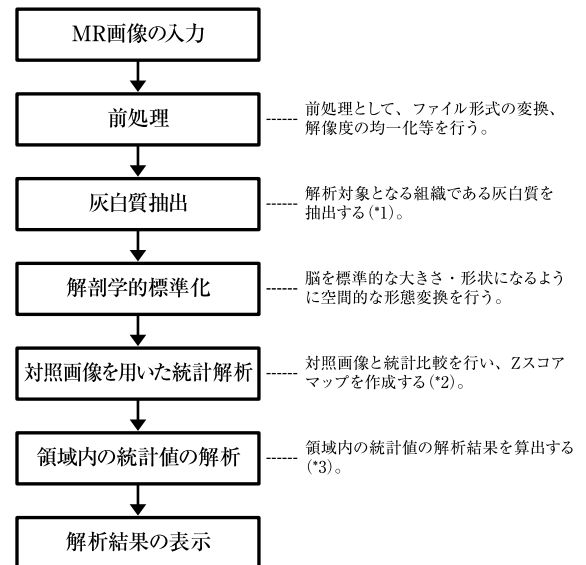 MR画像の入力
前処理
前処理として、ファイル形式の変換、
解像度の均一化等を行う。
灰白質抽出
解析対象となる組織である灰白質を
抽出する(*1)。
解剖学的標準化
脳を標準的な大きさ・形状になるよう
に空間的な形態変換を行う。
対照画像を用いた統計解析
対照画像と統計比較を行い、Zスコア
マップを作成する(*2)。
領域内の統計値の解析
領域内の統計値の解析結果を算出する
(*3)。
解析結果の表示